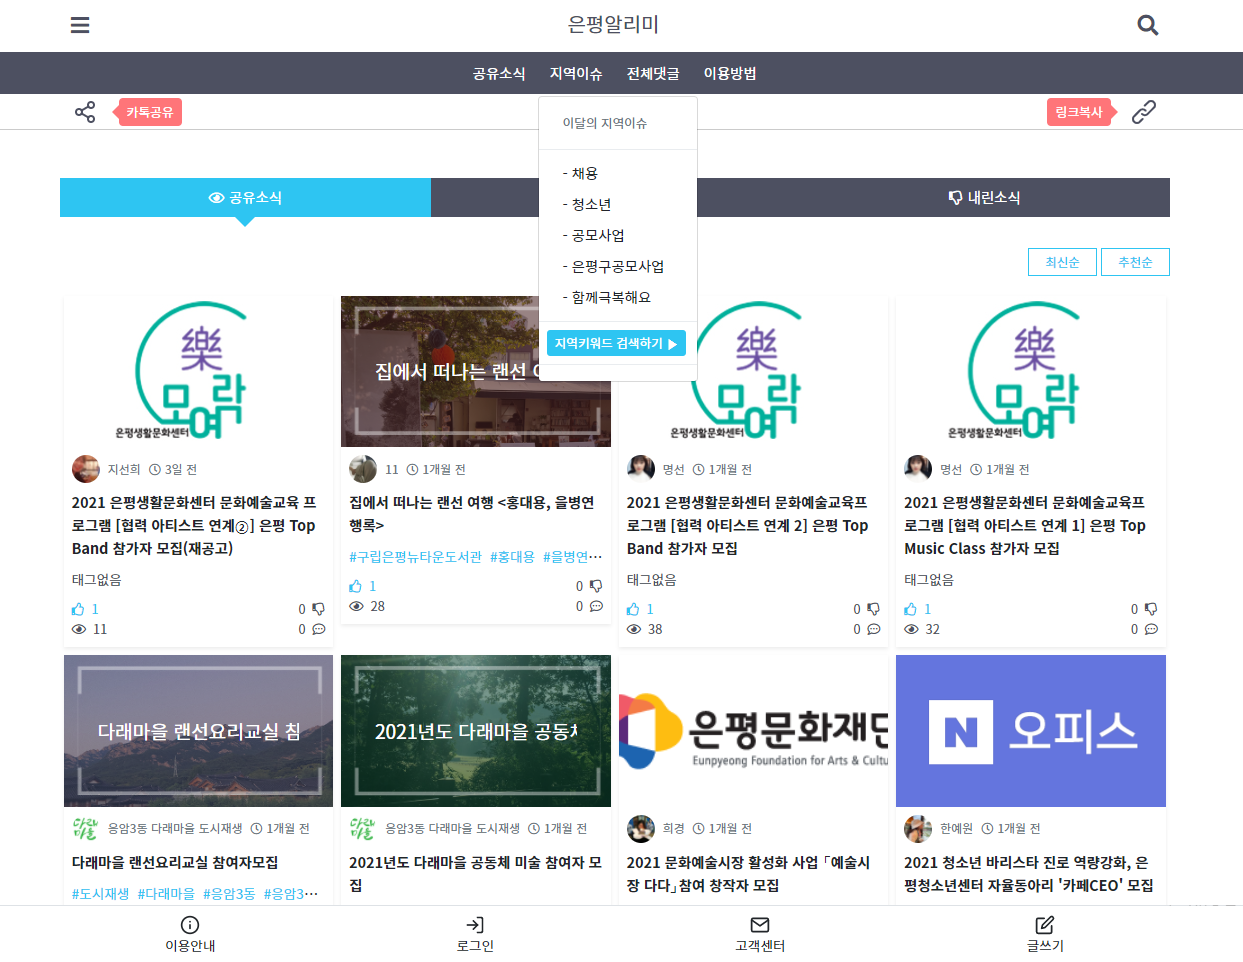 은평알리미
공유소식 지역이슈 전체댓글 이용방법
카톡공유
링크복사
이달의 지역이슈
- 채용
- 청소년
- 공모사업
- 은평구공모사업
- 함께극복해요
지역키워드 검색하기 ▶
공유소식
내린소식
최신순 추천순
樂
모여락
은평생활문화센터
지선희 3일 전
2021 은평생활문화센터 문화예술교육 프
로그램 [협력 아티스트 연계②] 은평 Top
Band 참가자 모집(재공고)
태그없음
1 0
11 0
집에서 떠나는 랜선
11 1개월 전
집에서 떠나는 랜선 여행 <홍대용, 을병연
행록>
#구립은평뉴타운도서관 #홍대용 #을병연…
1 0
28 0
樂
모여락
은평생활문화센터
명선 1개월 전
2021 은평생활문화센터 문화예술교육프
로그램 [협력 아티스트 연계 2] 은평 Top
Band 참가자 모집
태그없음
1 0
38 0
樂
모여락
은평생활문화센터
명선 1개월 전
2021 은평생활문화센터 문화예술교육프
로그램 [협력 아티스트 연계 1] 은평 Top
Music Class 참가자 모집
태그없음
1 0
32 0
다래마을 랜선요리교실 참
다래마을
응암3동 다래마을 도시재생 1개월 전
다래마을 랜선요리교실 참여자모집
#도시재생 #다래마을 #응암3동 #응암3…
2021년도 다래마을 공동체
다래마을
응암3동 다래마을 도시재생 1개월 전
2021년도 다래마을 공동체 미술 참여자 모
집
은평문화재단
Eunpyeong Foundation for Arts & Cultu
희경 1개월 전
2021 문화예술시장 활성화 사업 「예술시
장 다다」참여 창작자 모집
N 오피스
한예원 1개월 전
2021 청소년 바리스타 진로 역량강화, 은
평청소년센터 자율동아리 '카페CEO' 모집
이용안내 로그인 고객센터 글쓰기